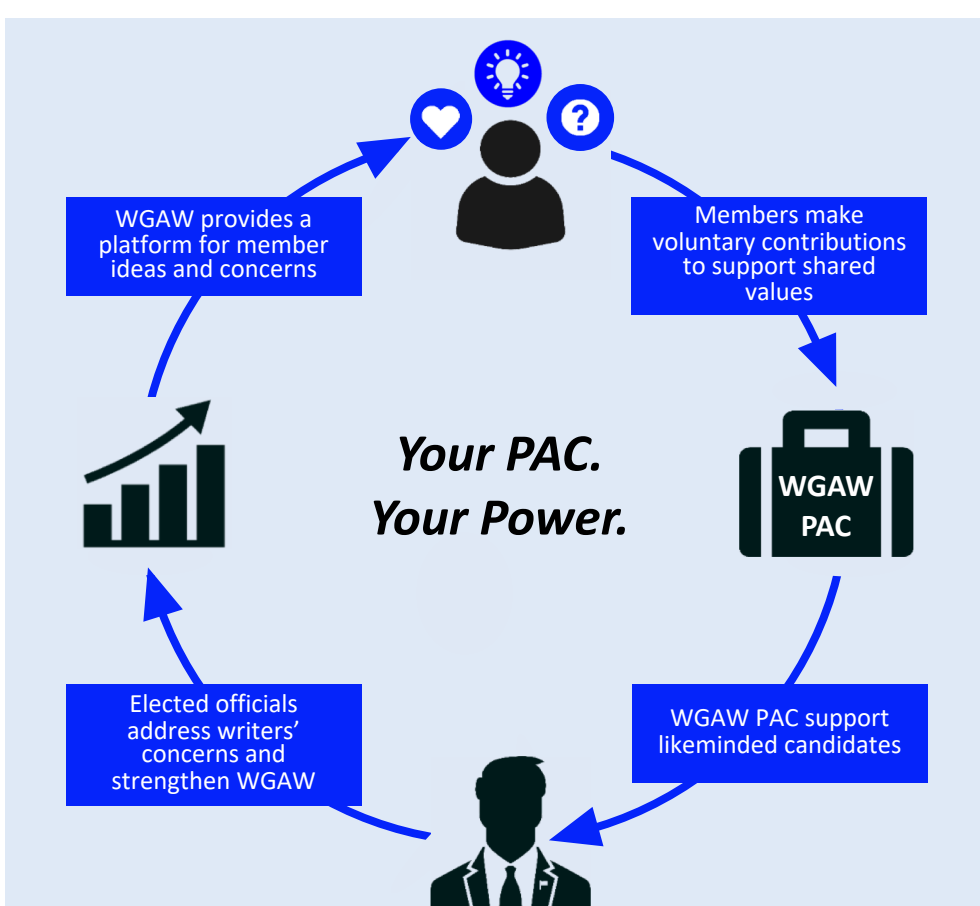 ?
WGAW provides a
platform for member
ideas and concerns
Members make
voluntary contributions
to support shared
values
Your PAC.
Your Power.
WGAW
PAC
Elected officials
address writers’
concerns and
strengthen WGAW
WGAW PAC support
likeminded candidates